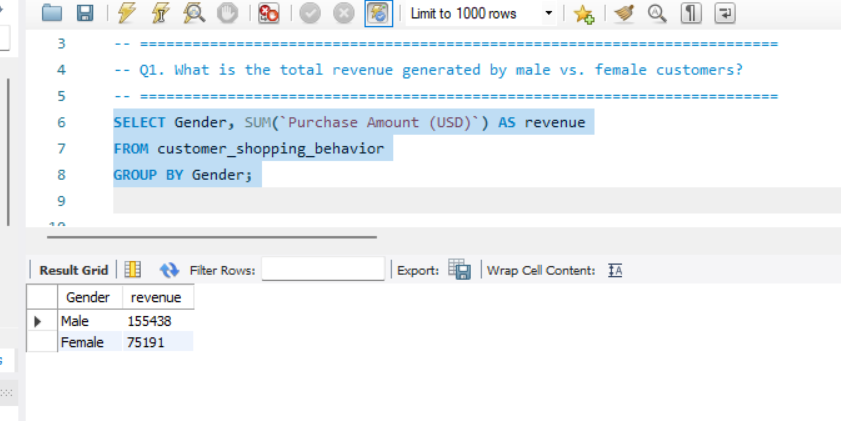 Limit to 1000 rows
3 -- ==========================================================================
4 -- Q1. What is the total revenue generated by male vs. female customers?
5 -- ==========================================================================
6 SELECT Gender, SUM(`Purchase Amount (USD)`) AS revenue
7 FROM customer_shopping_behavior
8 GROUP BY Gender;
9
Result Grid Filter Rows: Export: Wrap Cell Content:
Gender revenue
Male 155438
Female 75191